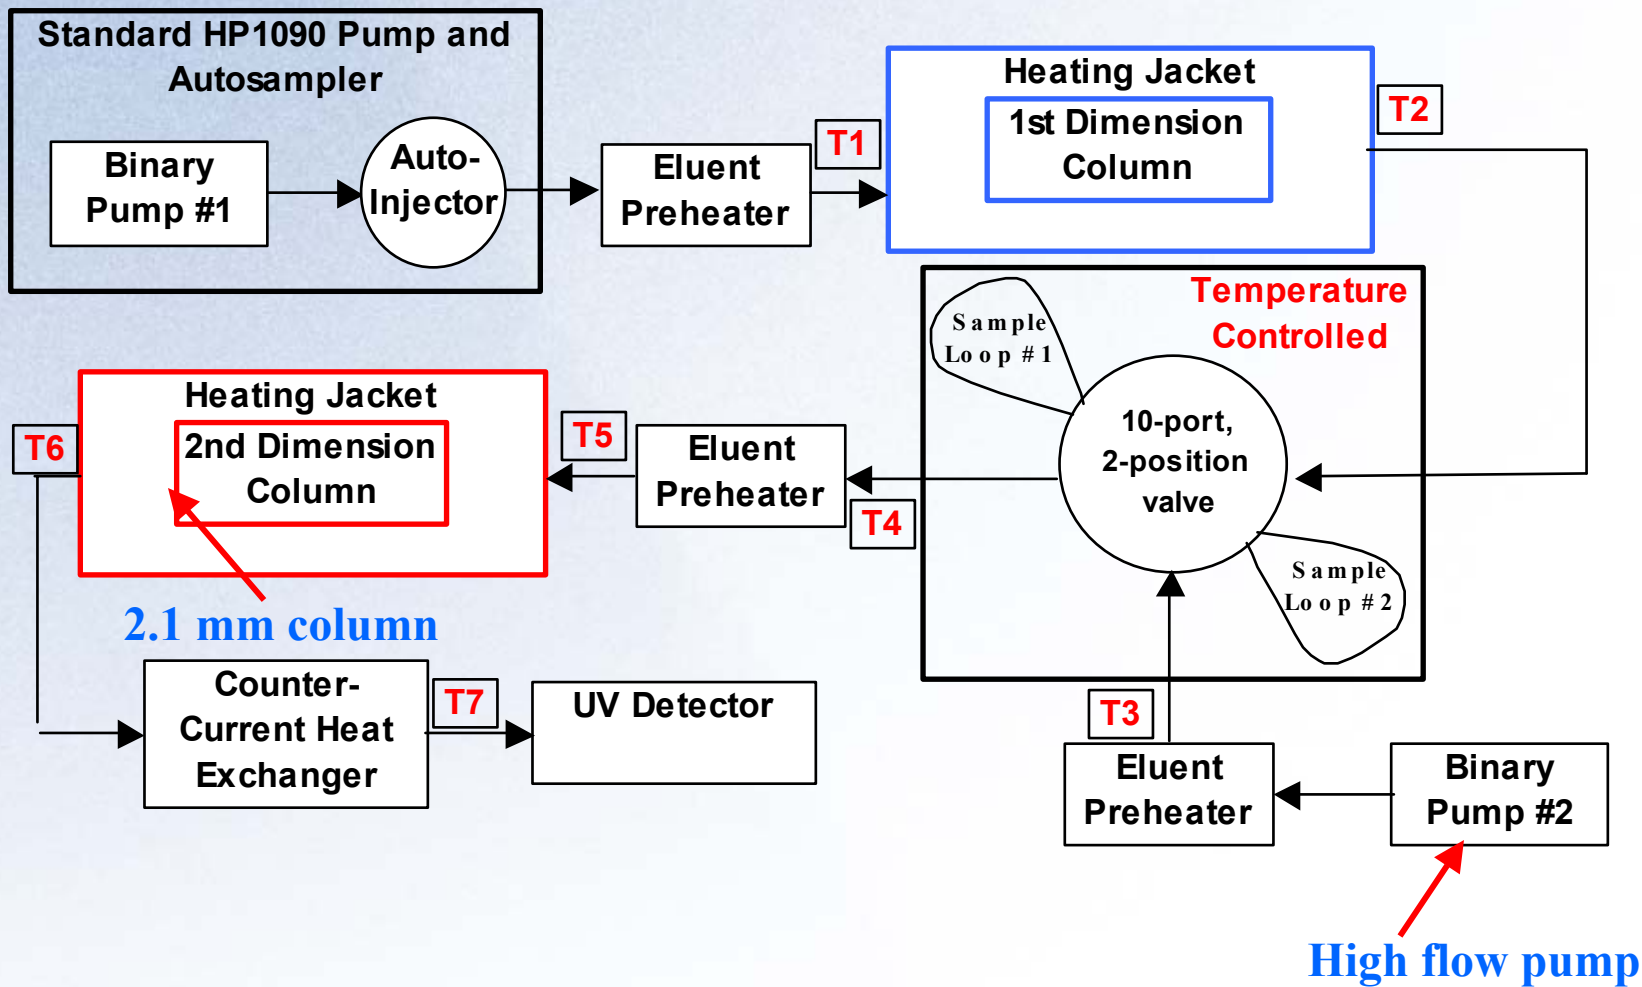 Standard HP1090 Pump and
Autosampler
Binary
Pump #1
Auto-
Injector
Eluent
Preheater
T1
Heating Jacket
1st Dimension
Column
T2
Temperature
Controlled
Sample
Loop #1
10-port,
2-position
valve
Sample
Loop #2
T3
Eluent
Preheater
Binary
Pump #2
High flow pump
T4
Eluent
Preheater
T5
Heating Jacket
2nd Dimension
Column
T6
2.1 mm column
Counter-
Current Heat
Exchanger
T7
UV Detector